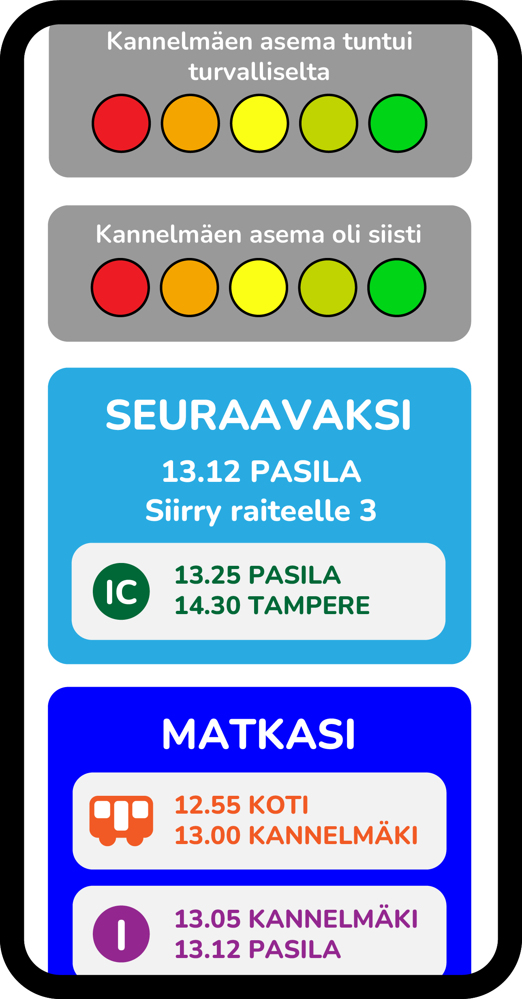 Kannelmäen asema tuntui
turvalliselta
Kannelmäen asema oli siisti
SEURAAVAKSI
13.12 PASILA
Siirry raiteelle 3
IC
13.25 PASILA
14.30 TAMPERE
MATKASI
12.55 KOTI
13.00 KANNELMÄKI
I
13.05 KANNELMÄKI
13.12 PASILA